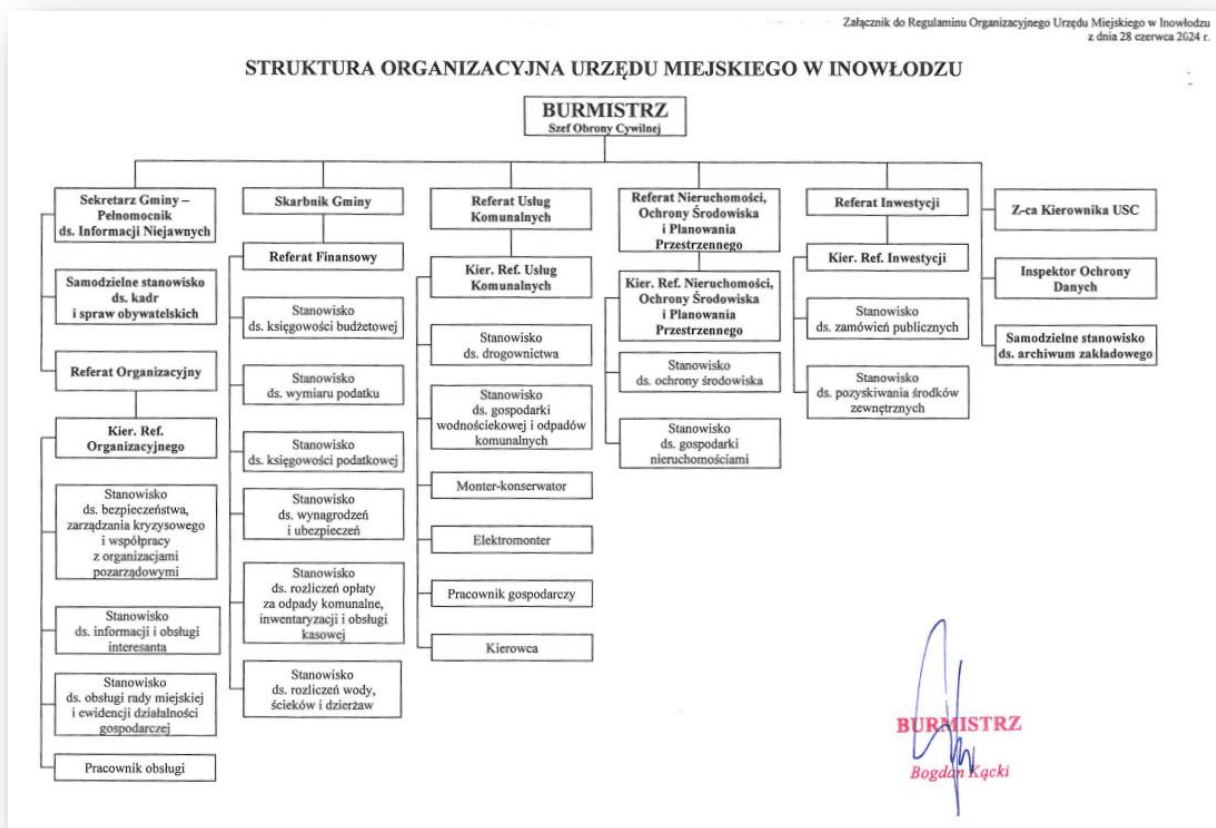 Załącznik do Regulaminu Organizacyjnego Urzędu Miejskiego w Inowłodzu
z dnia 28 czerwca 2024 r.
STRUKTURA ORGANIZACYJNA URZĘDU MIEJSKIEGO W INOWŁODZU
BURMISTRZ
Szef Obrony Cywilnej
Sekretarz Gminy –
Pełnomocnik
ds. Informacji Niejawnych
Samodzielne stanowisko
ds. kadr
i spraw obywatelskich
Referat Organizacyjny
Kier. Ref.
Organizacyjnego
Stanowisko
ds. bezpieczeństwa,
zarządzania kryzysowego
i współpracy
z organizacjami
pozarządowymi
Stanowisko
ds. informacji i obsługi
interesanta
Stanowisko
ds. obsługi rady miejskiej
i ewidencji działalności
gospodarczej
Pracownik obsługi
Skarbnik Gminy
Referat Finansowy
Stanowisko
ds. księgowości budżetowej
Stanowisko
ds. wymiaru podatku
Stanowisko
ds. księgowości podatkowej
Stanowisko
ds. wynagrodzeń
i ubezpieczeń
Stanowisko
ds. rozliczeń opłaty
za odpady komunalne,
inwentaryzacji i obsługi
kasowej
Stanowisko
ds. rozliczeń wody,
ścieków i dzierżaw
Referat Usług
Komunalnych
Kier. Ref. Usług
Komunalnych
Stanowisko
ds. drogownictwa
Stanowisko
ds. gospodarki
wodnościekowej i odpadów
komunalnych
Monter-konserwator
Elektromonter
Pracownik gospodarczy
Kierowca
Referat Nieruchomości,
Ochrony Środowiska
i Planowania
Przestrzennego
Kier. Ref. Nieruchomości,
Ochrony Środowiska
i Planowania
Przestrzennego
Stanowisko
ds. ochrony środowiska
Stanowisko
ds. gospodarki
nieruchomościami
Referat Inwestycji
Kier. Ref. Inwestycji
Stanowisko
ds. zamówień publicznych
Stanowisko
ds. pozyskiwania środków
zewnętrznych
Z-ca Kierownika USC
Inspektor Ochrony
Danych
Samodzielne stanowisko
ds. archiwum zakładowego
BURMISTRZ
Bogdan Kącki